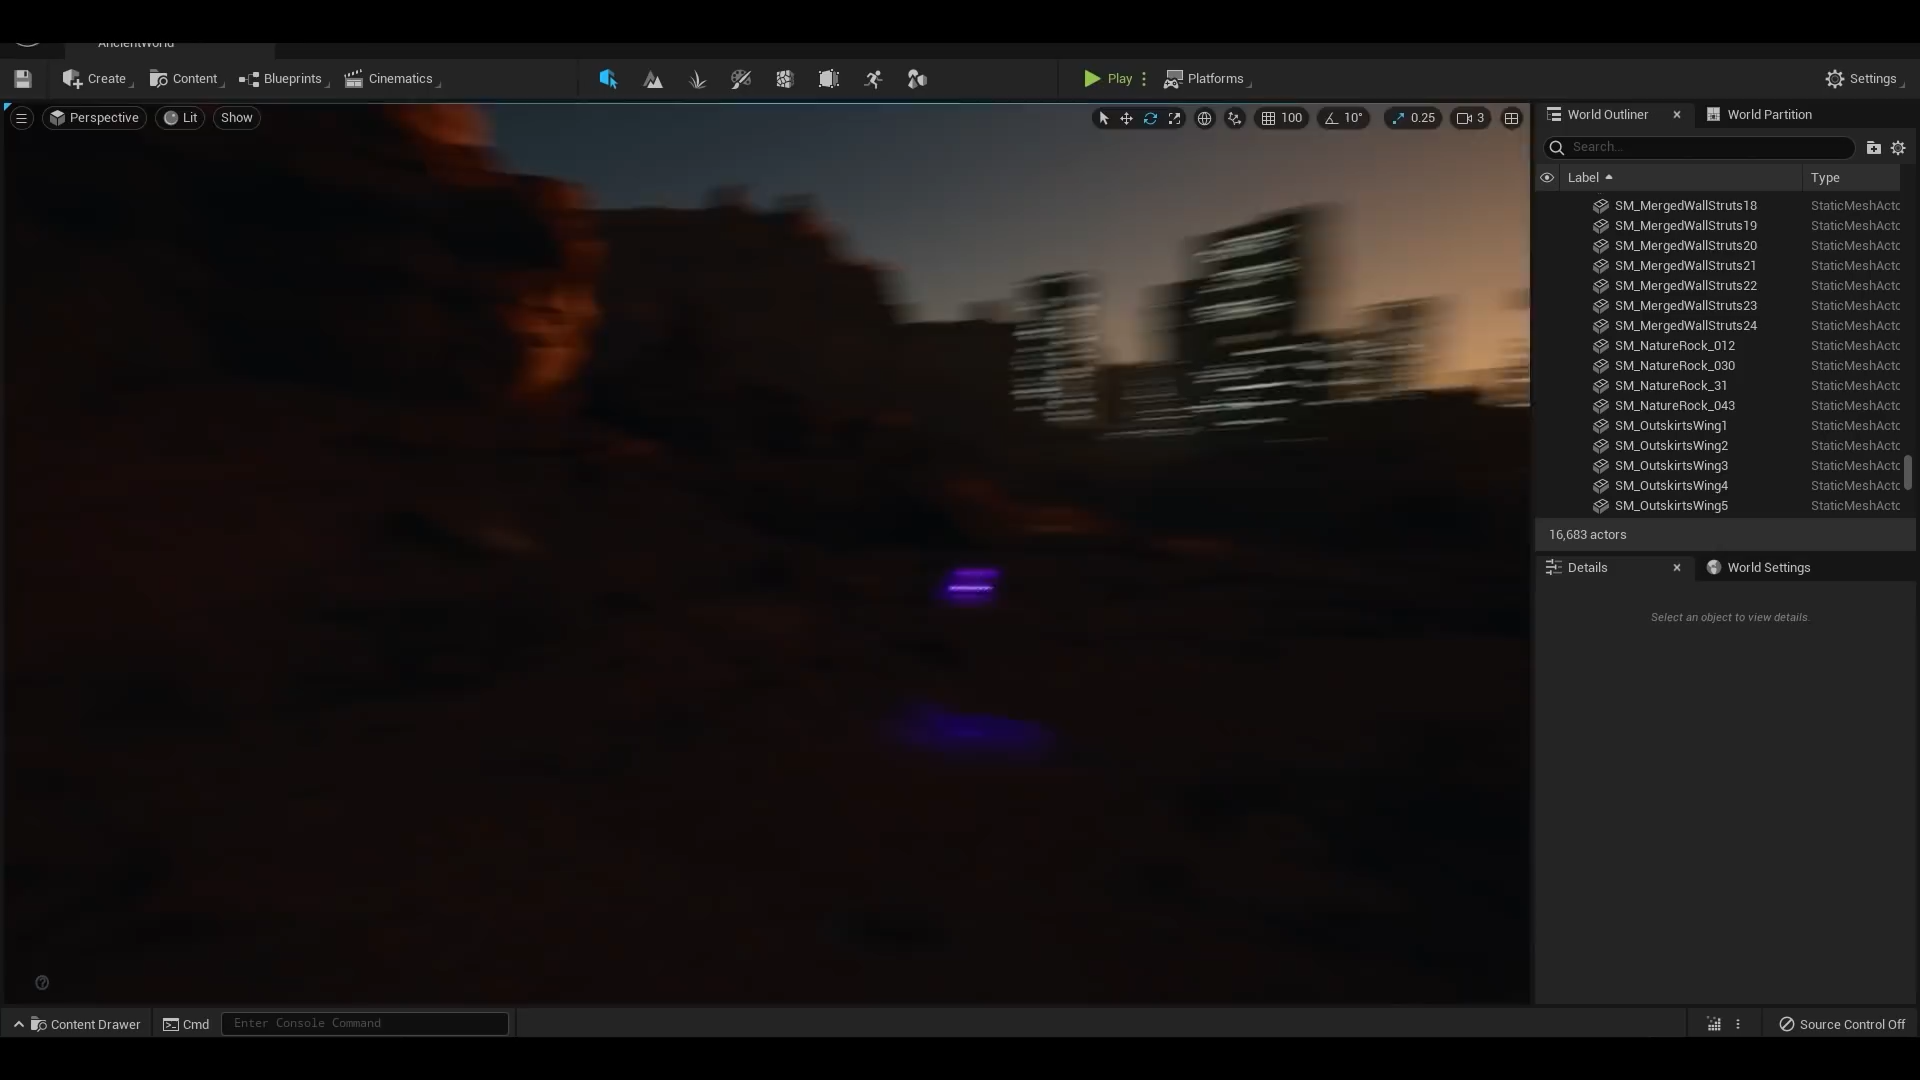 AncientWorld
Create Content Blueprints Cinematics Play Platforms Settings
Perspective Lit Show 100 10° 0.25 3
World Outliner World Partition
Search...
Label Type
SM_MergedWallStruts18 StaticMeshActo
SM_MergedWallStruts19 StaticMeshActo
SM_MergedWallStruts20 StaticMeshActo
SM_MergedWallStruts21 StaticMeshActo
SM_MergedWallStruts22 StaticMeshActo
SM_MergedWallStruts23 StaticMeshActo
SM_MergedWallStruts24 StaticMeshActo
SM_NatureRock_012 StaticMeshActo
SM_NatureRock_030 StaticMeshActo
SM_NatureRock_31 StaticMeshActo
SM_NatureRock_043 StaticMeshActo
SM_OutskirtsWing1 StaticMeshActo
SM_OutskirtsWing2 StaticMeshActo
SM_OutskirtsWing3 StaticMeshActo
SM_OutskirtsWing4 StaticMeshActo
SM_OutskirtsWing5 StaticMeshActo
16,683 actors
Details World Settings
Select an object to view details.
Content Drawer Cmd Enter Console Command Source Control Off